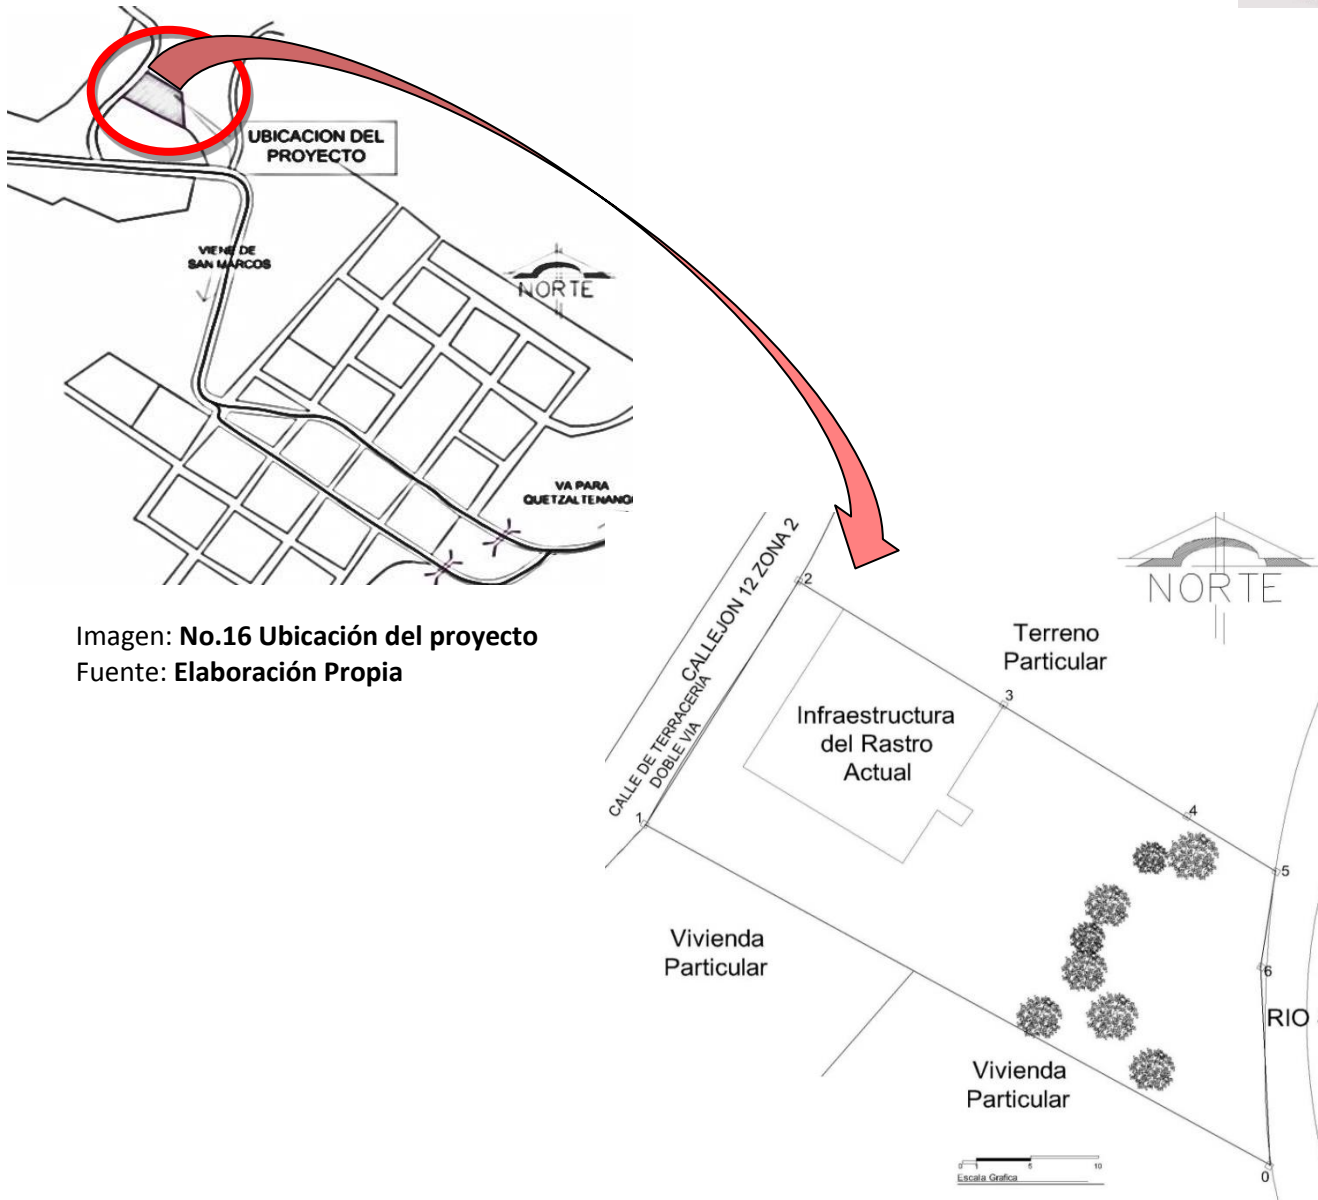 UBICACION DEL
PROYECTO
VIENE DE
SAN MARCOS
NORTE
VA PARA
QUETZALTENANGO
Imagen: No.16 Ubicación del proyecto
Fuente: Elaboración Propia
NORTE
CALLEJON 12 ZONA 2
CALLE DE TERRACERIA
DOBLE VIA
2
Terreno
Particular
3
Infraestructura
del Rastro
Actual
4
1
5
Vivienda
Particular
6
RIO
Vivienda
Particular
0 1 5 10
Escala Grafica
0